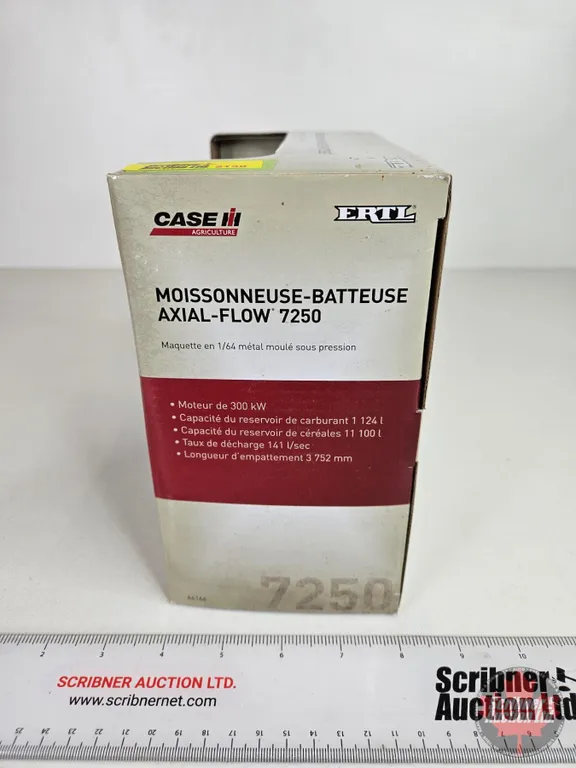 CASE IH
AGRICULTURE
ERTL
MOISSONNEUSE-BATTEUSE
AXIAL-FLOW 7250
Maquette en 1/64 métal moulé sous pression
• Moteur de 300 kW
• Capacité du reservoir de carburant 1 124 l
• Capacité du reservoir de céréales 11 100 l
• Taux de décharge 141 l/sec
• Longueur d'empattement 3 752 mm
7250
SCRIBNER AUCTION LTD.
www.scribnernet.com
Scribner
Auction Ltd